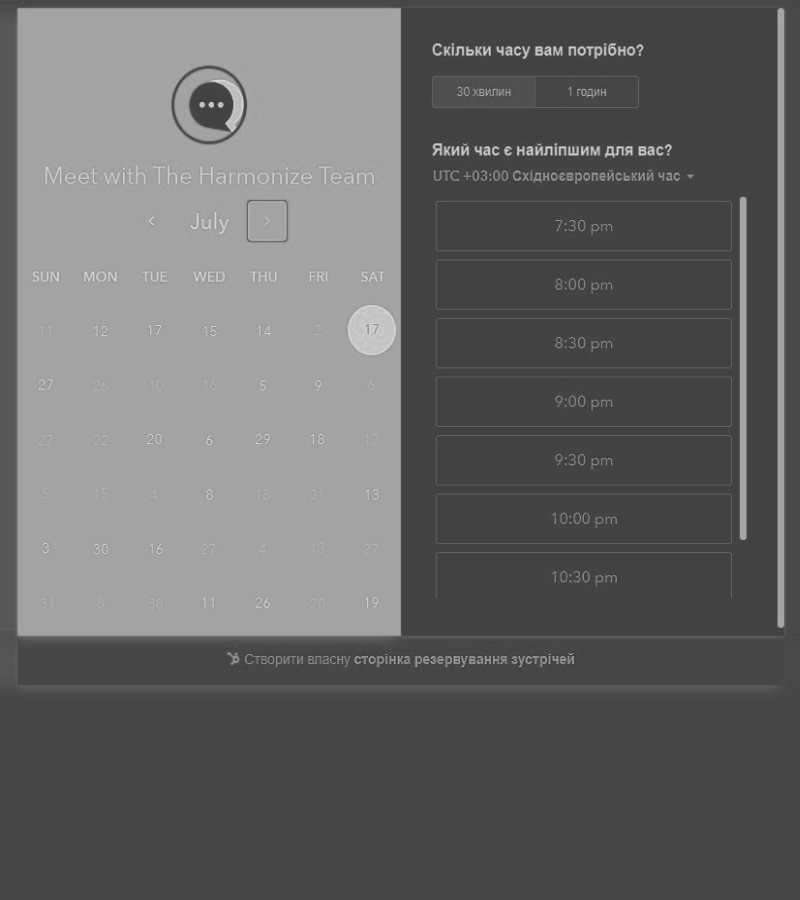 Meet with The Harmonize Team
July
SUN MON TUE WED THU FRI SAT
11 12 17 15 14 2 17
27 26 10 16 5 9 6
27 22 20 6 29 18 12
5 15 4 8 18 21 13
3 30 16 27 4 13 27
31 8 30 11 26 20 19
Скільки часу вам потрібно?
30 хвилин 1 годин
Який час є найліпшим для вас?
UTC +03:00 Східноєвропейський час
7:30 pm
8:00 pm
8:30 pm
9:00 pm
9:30 pm
10:00 pm
10:30 pm
Створити власну сторінка резервування зустрічей